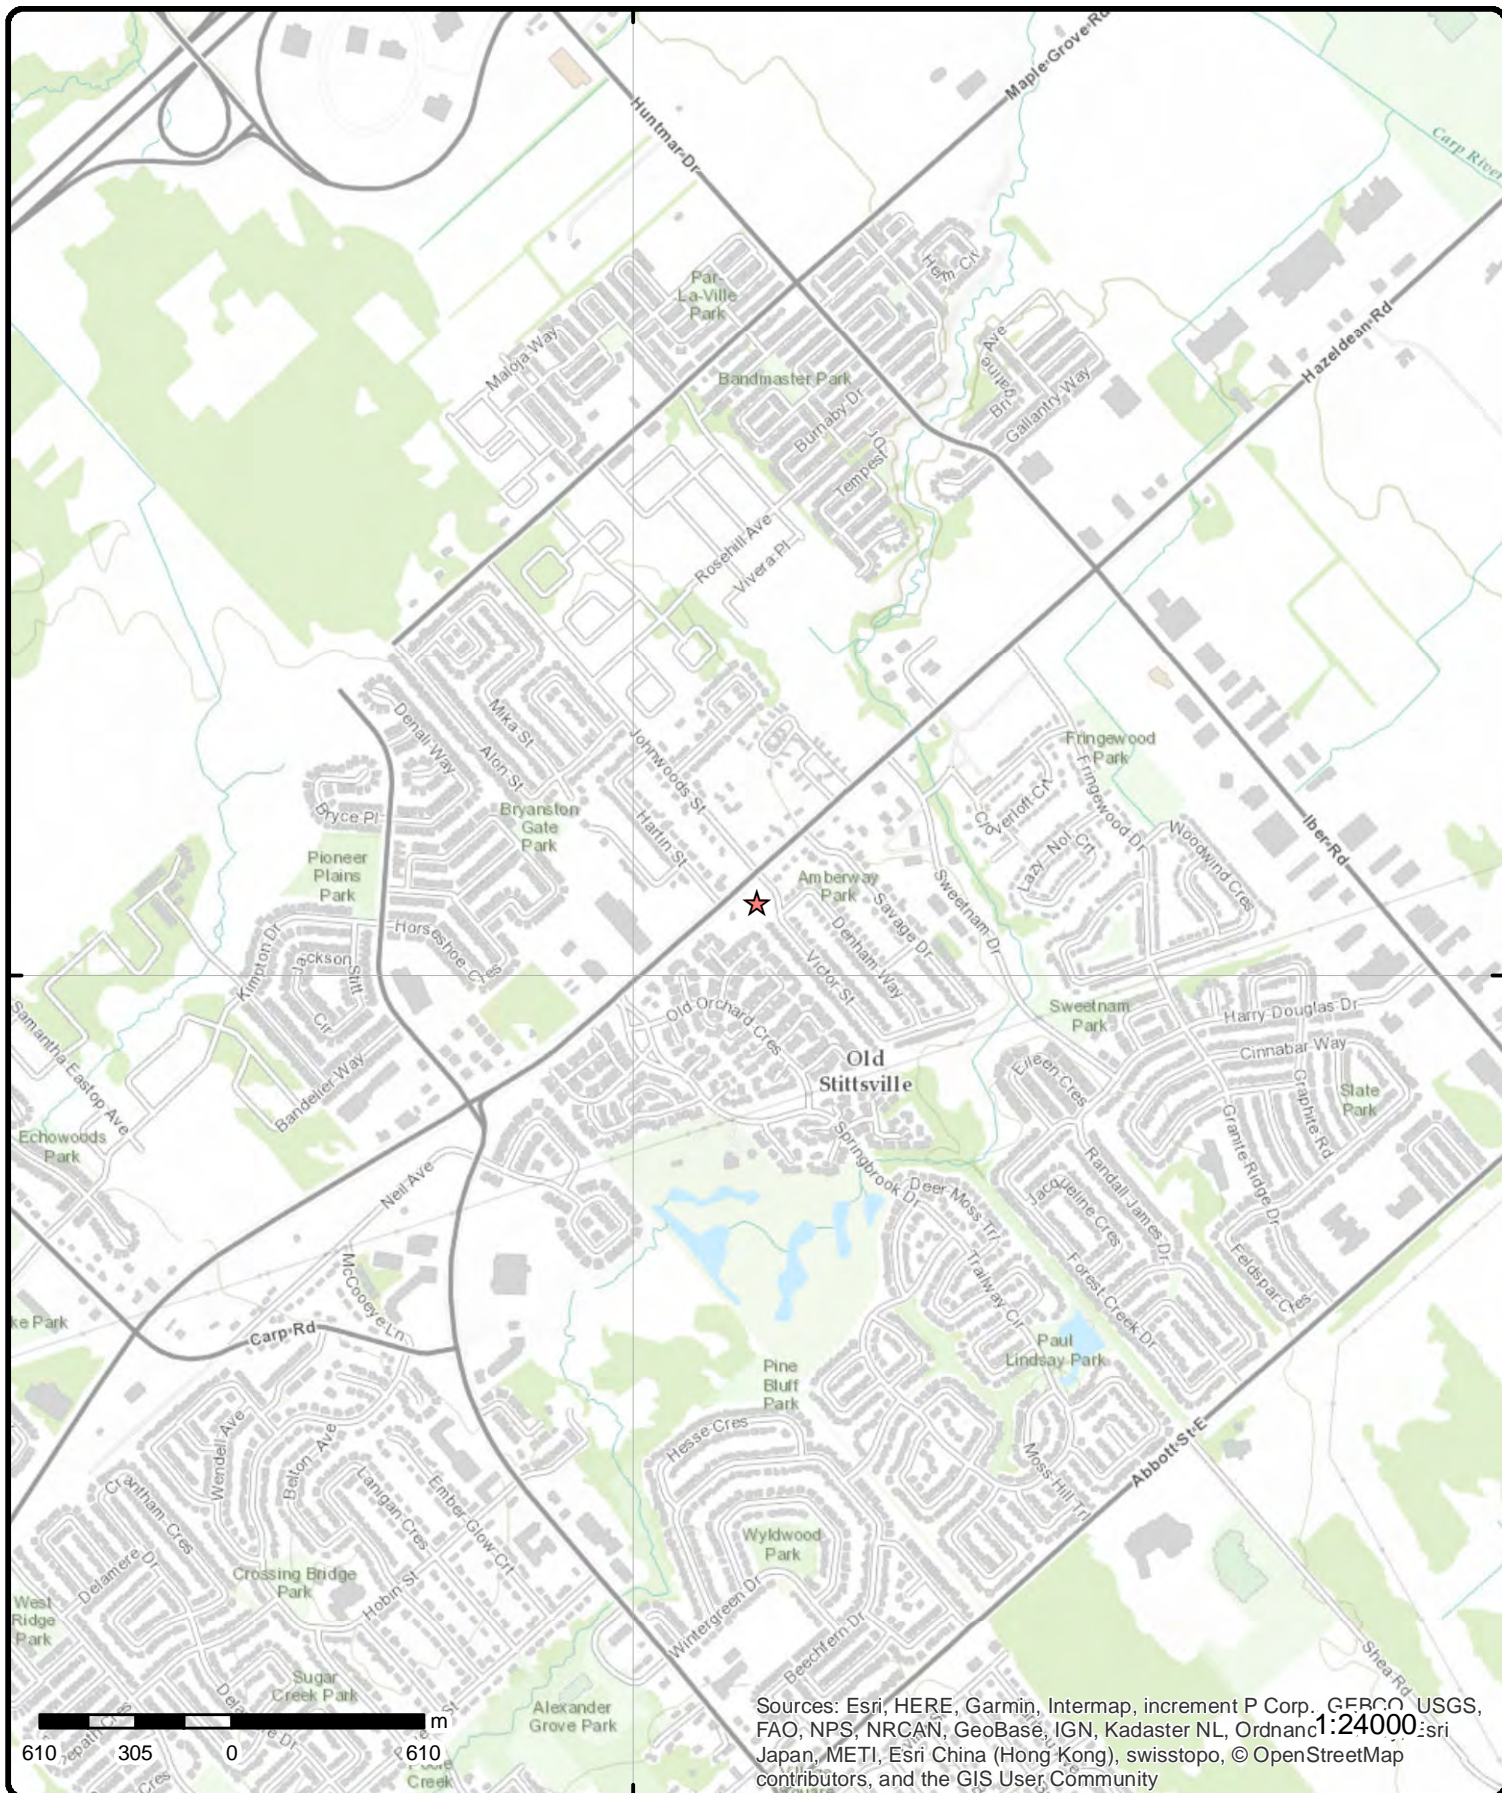 Maple Grove Rd
Huntmar Dr
Carp River
Par-
La-Ville
Park
Maloja Way
Bandmaster Park
Burnaby Dr
Tempest
Gallantry Way
Hazeldean Rd
Rosehill Ave
Vivera Pl
Mika St
Denali Way
Alon St
Johnwoods St
Hartin St
Fringewood
Park
Fringewood Dr
Verloft Crt
Cir
Lazy Nol Crt
Woodwind Cres
Iber Rd
Bryce Pl
Bryanston
Gate
Park
Pioneer
Plains
Park
Amberway
Park
Savage Dr
Sweetnam Dr
Denham Way
Victor St
Horseshoe Cres
Kimpton Dr
Jackson Stitt
Cir
Bandelier Way
Samantha Eastop Ave
Echowoods
Park
Old Orchard Cres
Old
Stittsville
Sweetnam
Park
Harry Douglas Dr
Cinnabar Way
Eileen Cres
Graphite Rd
Slate
Park
Granite Ridge Dr
Randall James Dr
Jacqueline Cres
Springbrook Dr
Deer Moss Trl
Neil Ave
McCooeye Ln
Carp Rd
ke Park
Trailway Cir
Forest Creek Dr
Feldspar Cres
Paul
Lindsay Park
Pine
Bluff
Park
Hesse Cres
Abbott St E
Moss Hill Trl
Wendell Ave
Belton Ave
Lanigan Cres
Ember Glow Crt
Crantham Cres
Delamere Dr
Crossing Bridge
Park
Hobin St
Wyldwood
Park
Wintergreen Dr
Beechfern Dr
West
Ridge
Park
Sugar
Creek Park
Alexander
Grove Park
Shea Rd
Poole
Creek
m
610 305 0 610
Sources: Esri, HERE, Garmin, Intermap, increment P Corp., GEBCO, USGS,
FAO, NPS, NRCAN, GeoBase, IGN, Kadaster NL, Ordnanc 1:24000 Esri
Japan, METI, Esri China (Hong Kong), swisstopo, © OpenStreetMap
contributors, and the GIS User Community